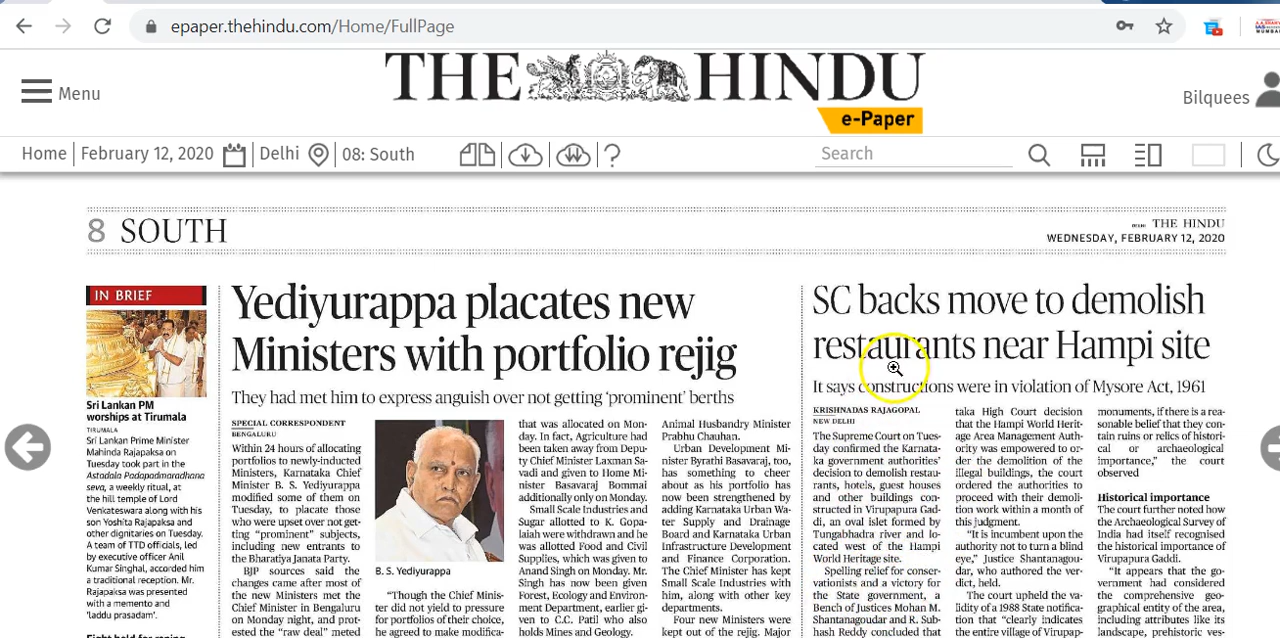 epaper.thehindu.com/Home/FullPage
THE HINDU
e-Paper
Menu
Bilquees
Home
February 12, 2020
Delhi
08: South
Search
8 SOUTH
THE HINDU
WEDNESDAY, FEBRUARY 12, 2020
IN BRIEF
Sri Lankan PM
worships at Tirumala
TIRUMALA
Sri Lankan Prime Minister
Mahinda Rajapaksa on
Tuesday took part in the
Astadala Padapadmaradhana
seva, a weekly ritual, at
the hill temple of Lord
Venkateswara along with his
son Yoshita Rajapaksa and
other dignitaries on Tuesday.
A team of TTD officials, led
by executive officer Anil
Kumar Singhal, accorded him
a traditional reception. Mr.
Rajapaksa was presented
with a memento and
'laddu prasadam'.
Yediyurappa placates new
Ministers with portfolio rejig
They had met him to express anguish over not getting 'prominent' berths
SPECIAL CORRESPONDENT
BENGALURU
Within 24 hours of allocating
portfolios to newly-inducted
Ministers, Karnataka Chief
Minister B. S. Yediyurappa
modified some of them on
Tuesday, to placate those
who were upset over not get-
ting "prominent" subjects,
including new entrants to
the Bharatiya Janata Party.
BJP sources said the
changes came after most of
the new Ministers met the
Chief Minister in Bengaluru
on Monday night, and prot-
ested the "raw deal" meted
B. S. Yediyurappa
"Though the Chief Minis-
ter did not yield to pressure
for portfolios of their choice,
he agreed to make modifica-
that was allocated on Mon-
day. In fact, Agriculture had
been taken away from Depu-
ty Chief Minister Laxman Sa-
vadi and given to Home Mi-
nister Basavaraj Bommai
additionally only on Monday.
Small Scale Industries and
Sugar allotted to K. Gopa-
laiah were withdrawn and he
was allotted Food and Civil
Supplies, which was given to
Anand Singh on Monday. Mr.
Singh has now been given
Forest, Ecology and Environ-
ment Department, earlier gi-
ven to C.C. Patil who also
holds Mines and Geology.
Animal Husbandry Minister
Prabhu Chauhan.
Urban Development Mi-
nister Byrathi Basavaraj, too,
has something to cheer
about as his portfolio has
now been strengthened by
adding Karnataka Urban Wa-
ter Supply and Drainage
Board and Karnataka Urban
Infrastructure Development
and Finance Corporation.
The Chief Minister has kept
Small Scale Industries with
him, along with other key
departments.
Four new Ministers were
kept out of the rejig. Major
SC backs move to demolish
restaurants near Hampi site
It says constructions were in violation of Mysore Act, 1961
KRISHNADAS RAJAGOPAL
NEW DELHI
The Supreme Court on Tues-
day confirmed the Karnata-
ka government authorities'
decision to demolish restau-
rants, hotels, guest houses
and other buildings con-
structed in Virupapura Gad-
di, an oval islet formed by
Tungabhadra river and lo-
cated west of the Hampi
World Heritage site.
Spelling relief for conser-
vationists and a victory for
the State government, a
Bench of Justices Mohan M.
Shantanagoudar and R. Sub-
hash Reddy concluded that
taka High Court decision
that the Hampi World Herit-
age Area Management Auth-
ority was empowered to or-
der the demolition of the
illegal buildings, the court
ordered the authorities to
proceed with their demoli-
tion work within a month of
this judgment.
"It is incumbent upon the
authority not to turn a blind
eye," Justice Shantanagou-
dar, who authored the ver-
dict, held.
The court upheld the va-
lidity of a 1988 State notifica-
tion that "clearly indicates
the entire village of Virupap-
monuments, if there is a rea-
sonable belief that they con-
tain ruins or relics of histori-
cal or archaeological
importance," the court
observed
Historical importance
The court further noted how
the Archaeological Survey of
India had itself recognised
the historical importance of
Virupapura Gaddi.
"It appears that the go-
vernment had considered
the comprehensive geo-
graphical entity of the area,
including attributes like its